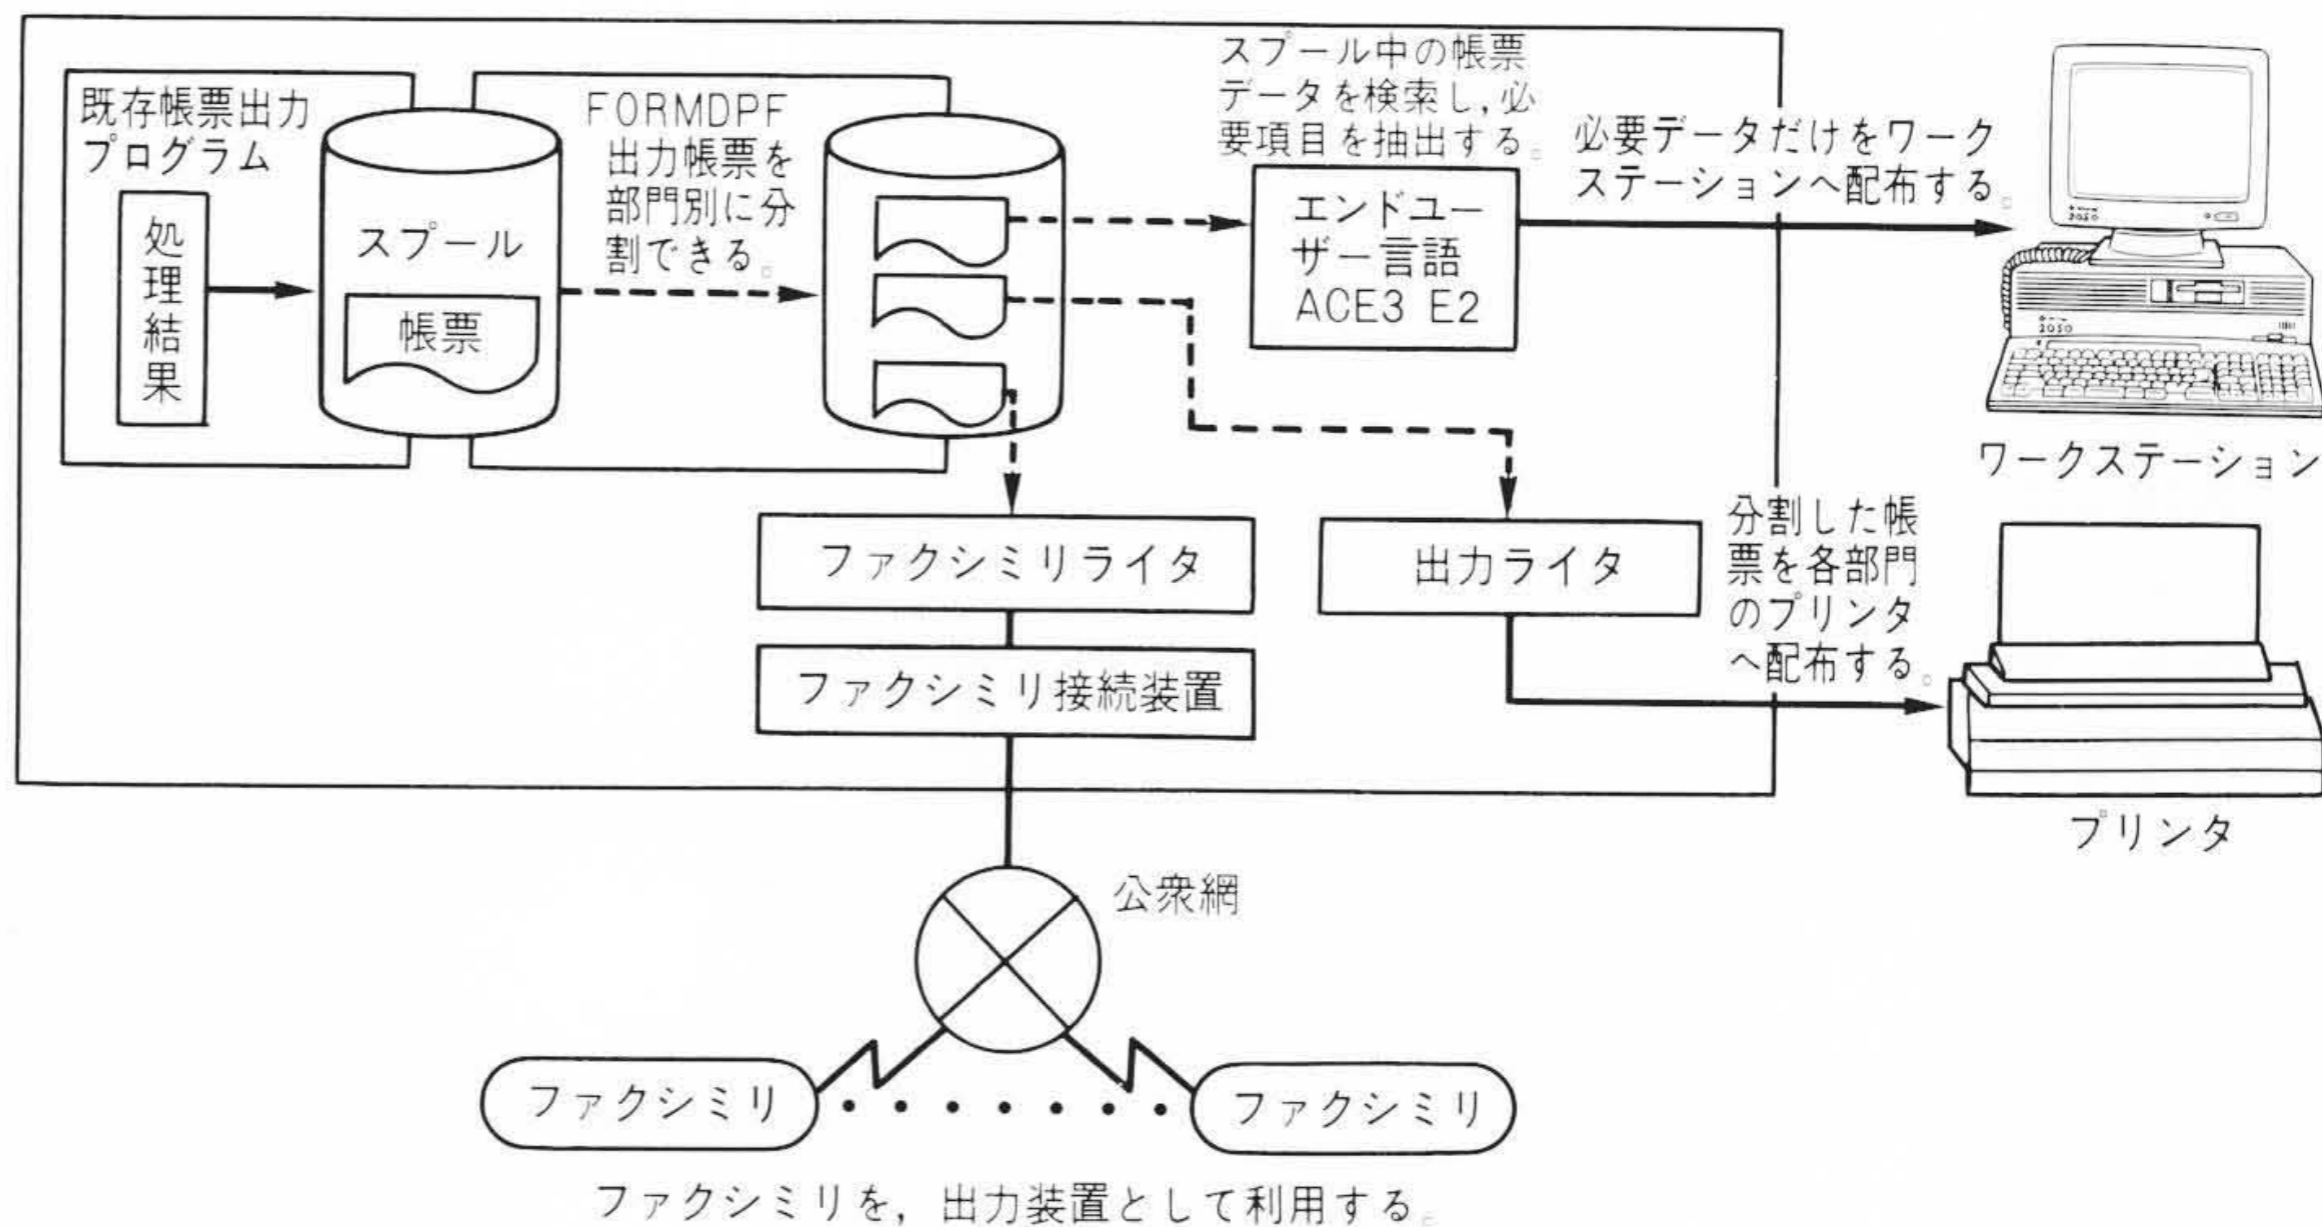 既存帳票出力
プログラム
処理結果
スプール
帳票
FORMDPF
出力帳票を
部門別に分
割できる。
スプール中の帳票
データを検索し,必
要項目を抽出する。
エンドユー
ザー言語
ACE3 E2
必要データだけをワーク
ステーションへ配布する。
2050
2050
ワークステーション
ファクシミリライタ
出力ライタ
分割した帳
票を各部門
のプリンタ
へ配布する。
ファクシミリ接続装置
プリンタ
公衆網
ファクシミリ
ファクシミリ
ファクシミリを, 出力装置として利用する。